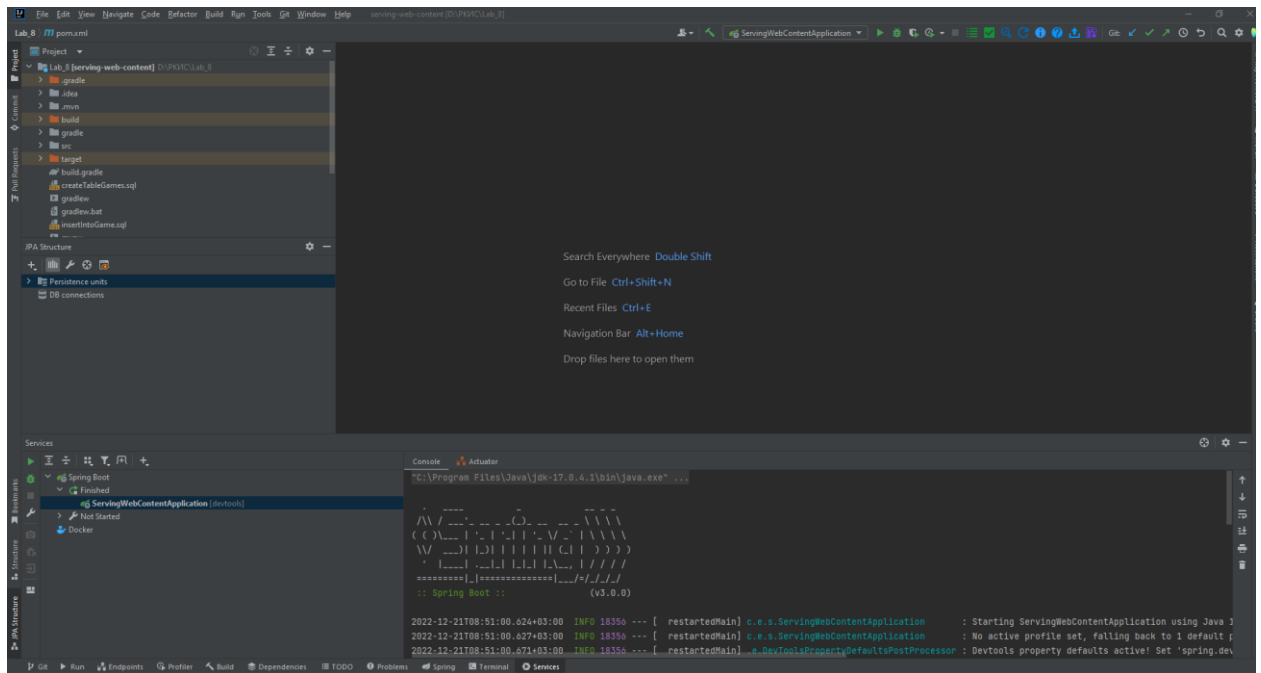 File Edit View Navigate Code Refactor Build Run Tools Git Window Help serving-web-content [D:\РКИС\Lab_8]
Lab_8 pom.xml ServingWebContentApplication Git:
Project
Lab_8 [serving-web-content] D:\РКИС\Lab_8
.gradle
.idea
.mvn
build
gradle
src
target
build.gradle
createTableGames.sql
gradlew
gradlew.bat
insertIntoGame.sql
JPA Structure
Persistence units
DB connections
Project
Commit
Pull Requests
Search Everywhere Double Shift
Go to File Ctrl+Shift+N
Recent Files Ctrl+E
Navigation Bar Alt+Home
Drop files here to open them
Services
Spring Boot
Finished
ServingWebContentApplication [devtools]
Not Started
Docker
Bookmarks
Structure
JPA Structure
Console Actuator
"C:\Program Files\Java\jdk-17.0.4.1\bin\java.exe" ...
:: Spring Boot :: (v3.0.0)
2022-12-21T08:51:00.624+03:00 INFO 18356 --- [ restartedMain] c.e.s.ServingWebContentApplication : Starting ServingWebContentApplication using Java 1
2022-12-21T08:51:00.627+03:00 INFO 18356 --- [ restartedMain] c.e.s.ServingWebContentApplication : No active profile set, falling back to 1 default p
2022-12-21T08:51:00.671+03:00 INFO 18356 --- [ restartedMain] .e.DevToolsPropertyDefaultsPostProcessor : Devtools property defaults active! Set 'spring.dev
Git Run Endpoints Profiler Build Dependencies TODO Problems Spring Terminal Services